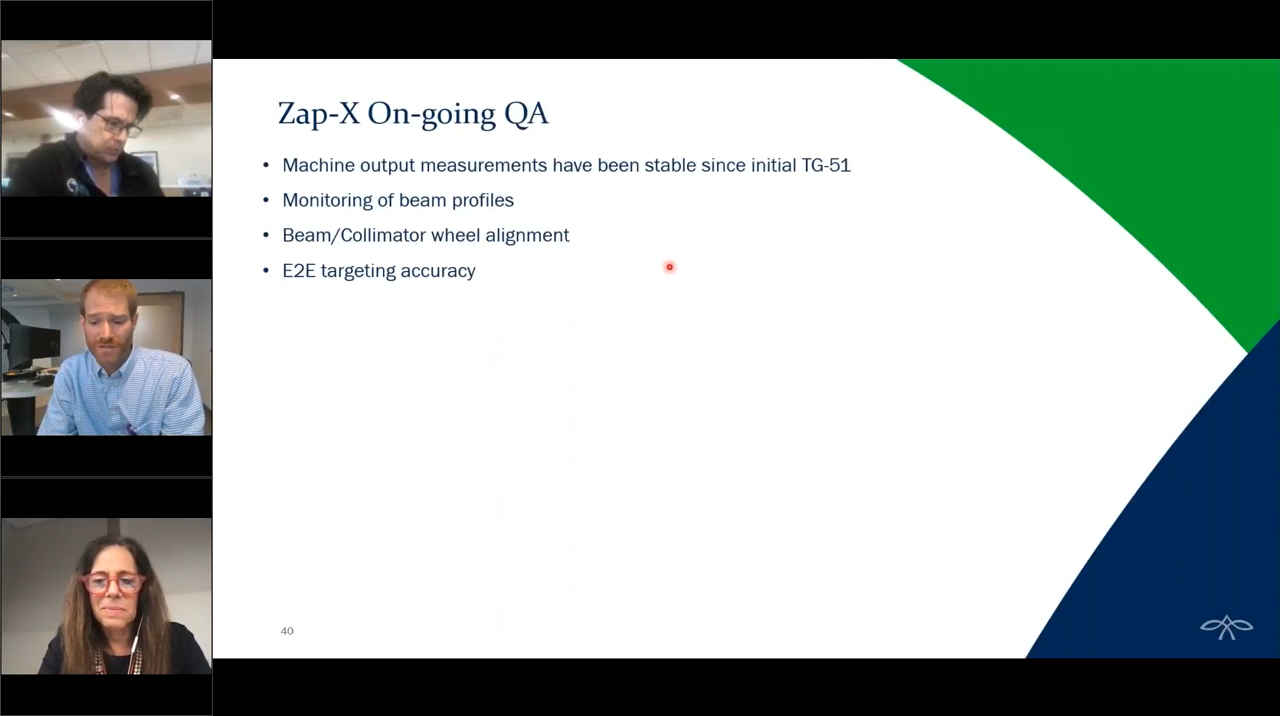 Zap-X On-going QA
• Machine output measurements have been stable since initial TG-51
• Monitoring of beam profiles
• Beam/Collimator wheel alignment
• E2E targeting accuracy
40